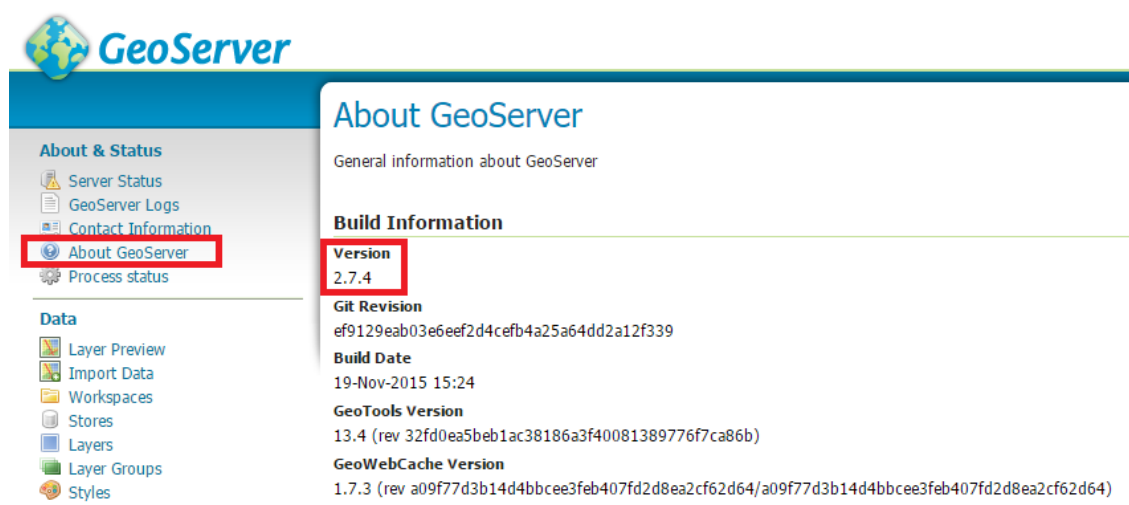 GeoServer
About & Status
Server Status
GeoServer Logs
Contact Information
About GeoServer
Process status
Data
Layer Preview
Import Data
Workspaces
Stores
Layers
Layer Groups
Styles
About GeoServer
General information about GeoServer
Build Information
Version
2.7.4
Git Revision
ef9129eab03e6eef2d4cefb4a25a64dd2a12f339
Build Date
19-Nov-2015 15:24
GeoTools Version
13.4 (rev 32fd0ea5beb1ac38186a3f40081389776f7ca86b)
GeoWebCache Version
1.7.3 (rev a09f77d3b14d4bbcee3feb407fd2d8ea2cf62d64/a09f77d3b14d4bbcee3feb407fd2d8ea2cf62d64)